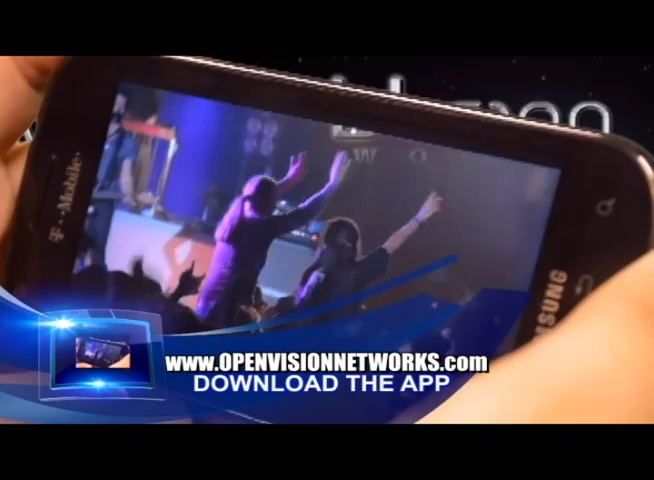 T-Mobile
SAMSUNG
www.OPENVISIONNETWORKS.com
DOWNLOAD THE APP